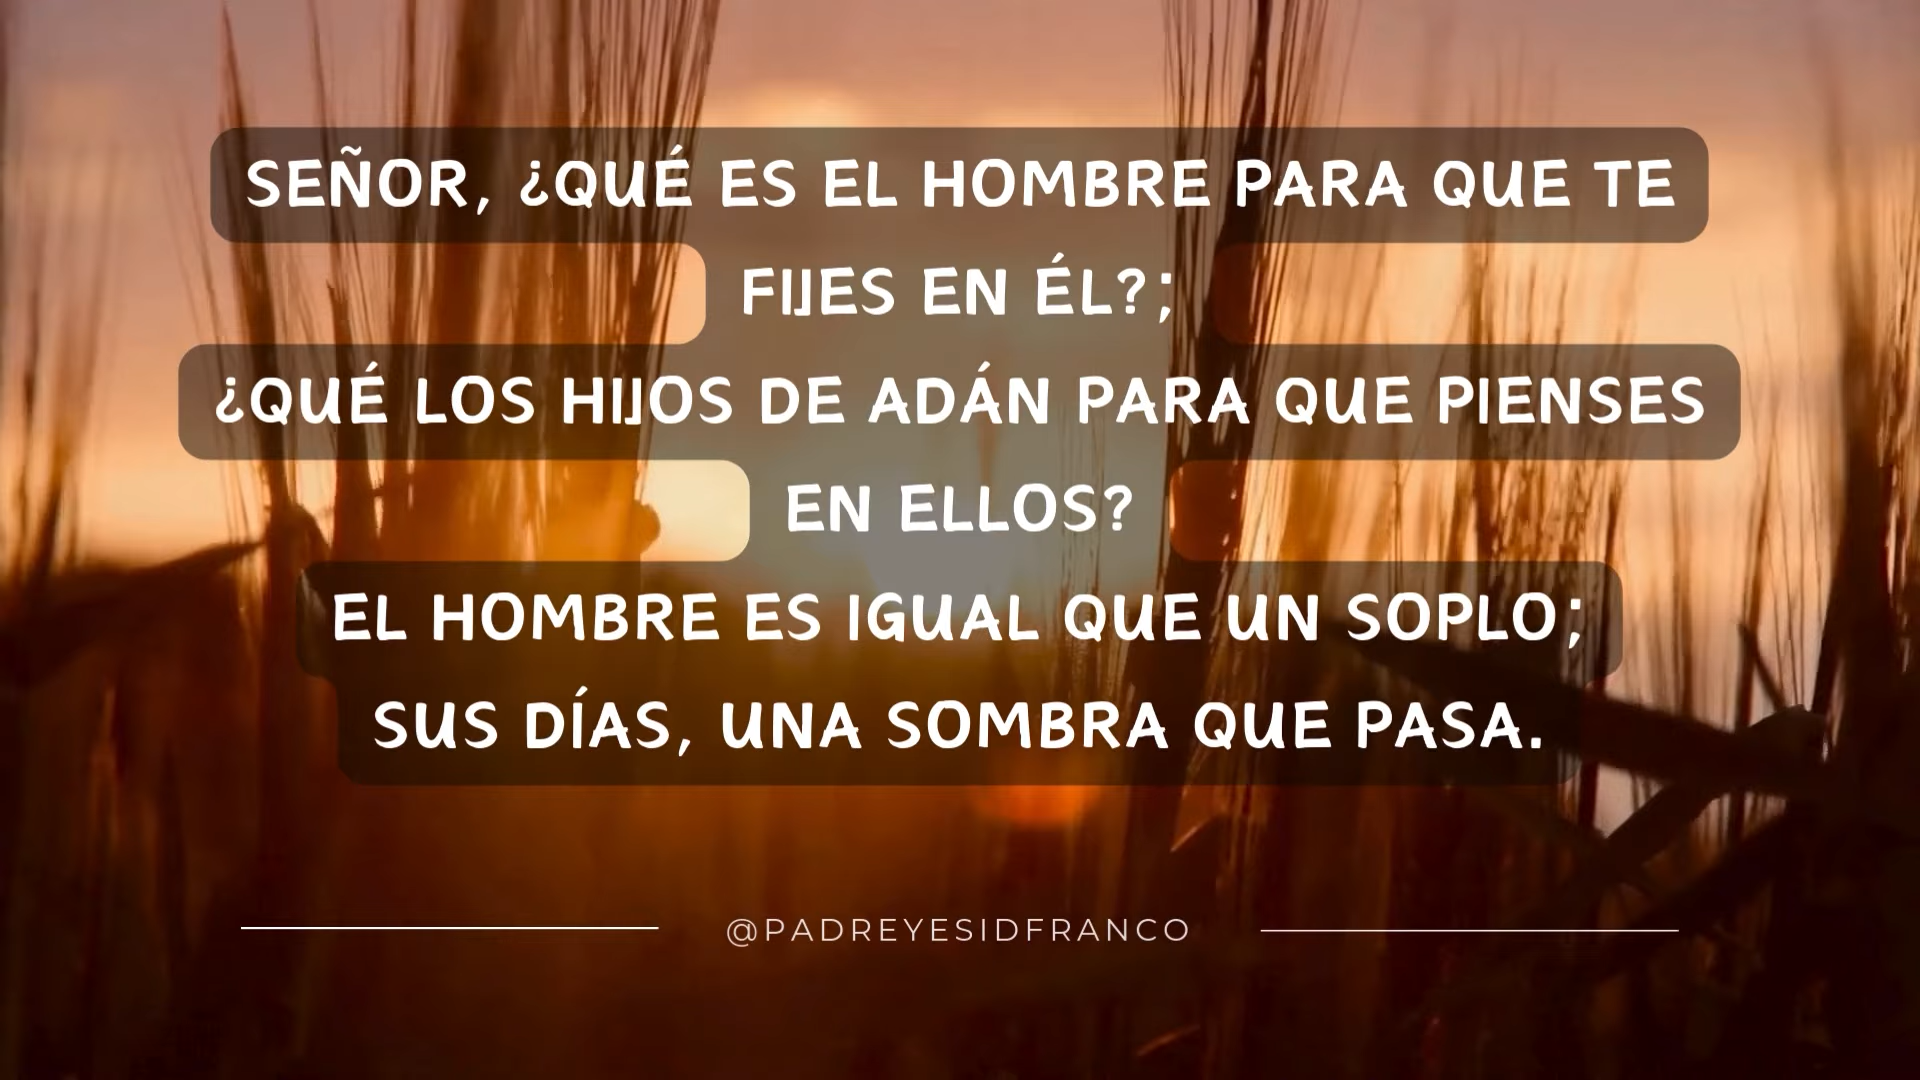 SEÑOR, ¿QUÉ ES EL HOMBRE PARA QUE TE
FIJES EN ÉL?;
¿QUÉ LOS HIJOS DE ADÁN PARA QUE PIENSES
EN ELLOS?
EL HOMBRE ES IGUAL QUE UN SOPLO;
SUS DÍAS, UNA SOMBRA QUE PASA.
@PADREYESIDFRANCO